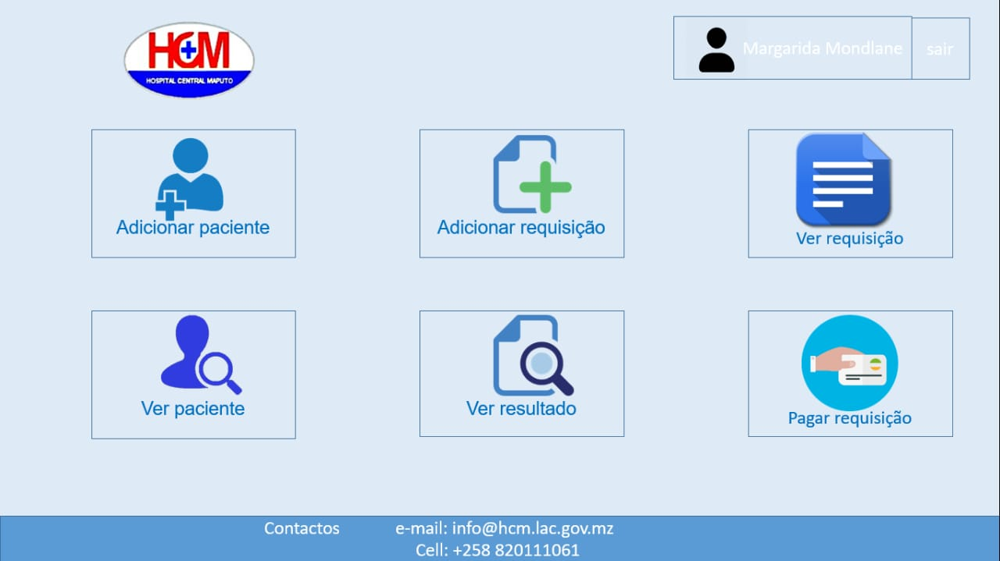 HCM
HOSPITAL CENTRAL MAPUTO
Margarida Mondlane
sair
Adicionar paciente
Adicionar requisição
Ver requisição
Ver paciente
Ver resultado
Pagar requisição
Contactos e-mail: info@hcm.lac.gov.mz
Cell: +258 820111061